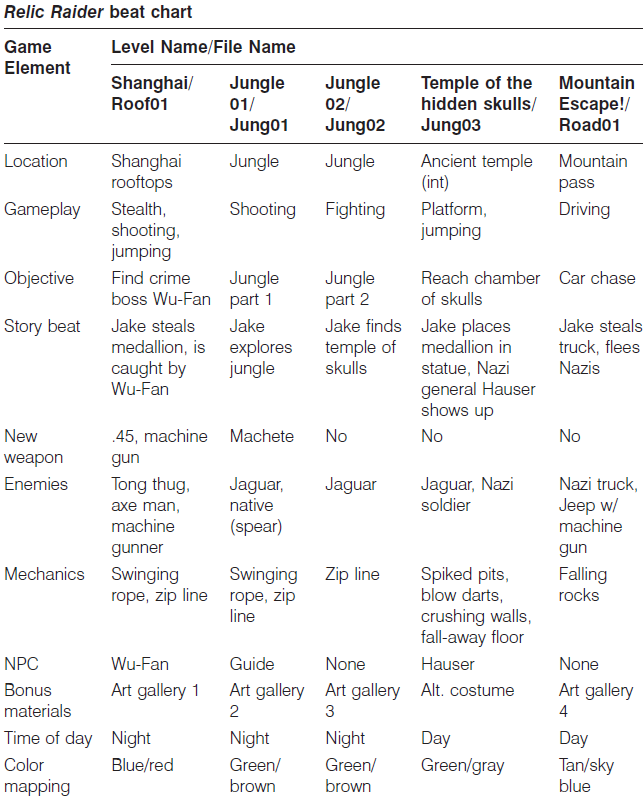 Relic Raider beat chart
Game Element
Level Name/File Name
Shanghai/ Roof01
Jungle 01/ Jung01
Jungle 02/ Jung02
Temple of the hidden skulls/ Jung03
Mountain Escape!/ Road01
Location
Shanghai rooftops
Jungle
Jungle
Ancient temple (int)
Mountain pass
Gameplay
Stealth, shooting, jumping
Shooting
Fighting
Platform, jumping
Driving
Objective
Find crime boss Wu-Fan
Jungle part 1
Jungle part 2
Reach chamber of skulls
Car chase
Story beat
Jake steals medallion, is caught by Wu-Fan
Jake explores jungle
Jake finds temple of skulls
Jake places medallion in statue, Nazi general Hauser shows up
Jake steals truck, flees Nazis
New weapon
.45, machine gun
Machete
No
No
No
Enemies
Tong thug, axe man, machine gunner
Jaguar, native (spear)
Jaguar
Jaguar, Nazi soldier
Nazi truck, Jeep w/ machine gun
Mechanics
Swinging rope, zip line
Swinging rope, zip line
Zip line
Spiked pits, blow darts, crushing walls, fall-away floor
Falling rocks
NPC
Wu-Fan
Guide
None
Hauser
None
Bonus materials
Art gallery 1
Art gallery 2
Art gallery 3
Alt. costume
Art gallery 4
Time of day
Night
Night
Night
Day
Day
Color mapping
Blue/red
Green/ brown
Green/ brown
Green/gray
Tan/sky blue